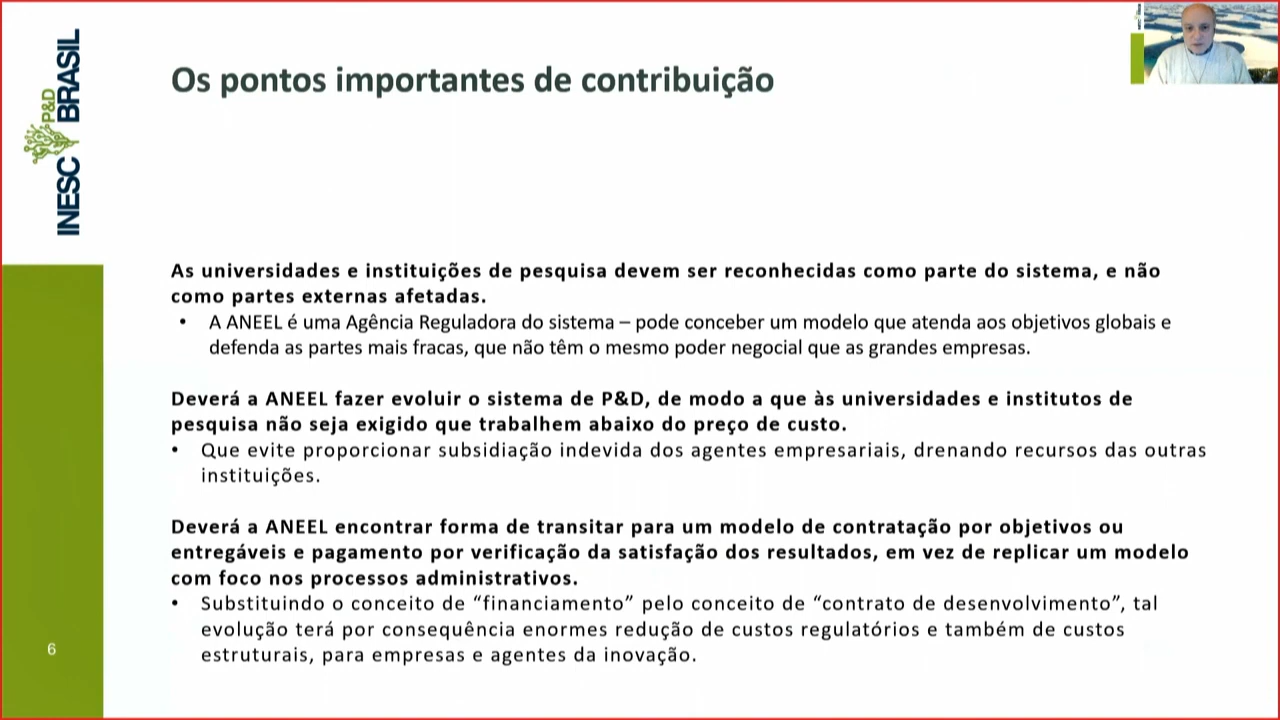 INESC P&D BRASIL
Os pontos importantes de contribuição
As universidades e instituições de pesquisa devem ser reconhecidas como parte do sistema, e não
como partes externas afetadas.
• A ANEEL é uma Agência Reguladora do sistema – pode conceber um modelo que atenda aos objetivos globais e
defenda as partes mais fracas, que não têm o mesmo poder negocial que as grandes empresas.
Deverá a ANEEL fazer evoluir o sistema de P&D, de modo a que às universidades e institutos de
pesquisa não seja exigido que trabalhem abaixo do preço de custo.
• Que evite proporcionar subsidiação indevida dos agentes empresariais, drenando recursos das outras
instituições.
Deverá a ANEEL encontrar forma de transitar para um modelo de contratação por objetivos ou
entregáveis e pagamento por verificação da satisfação dos resultados, em vez de replicar um modelo
com foco nos processos administrativos.
• Substituindo o conceito de “financiamento” pelo conceito de “contrato de desenvolvimento”, tal
evolução terá por consequência enormes redução de custos regulatórios e também de custos
estruturais, para empresas e agentes da inovação.
6